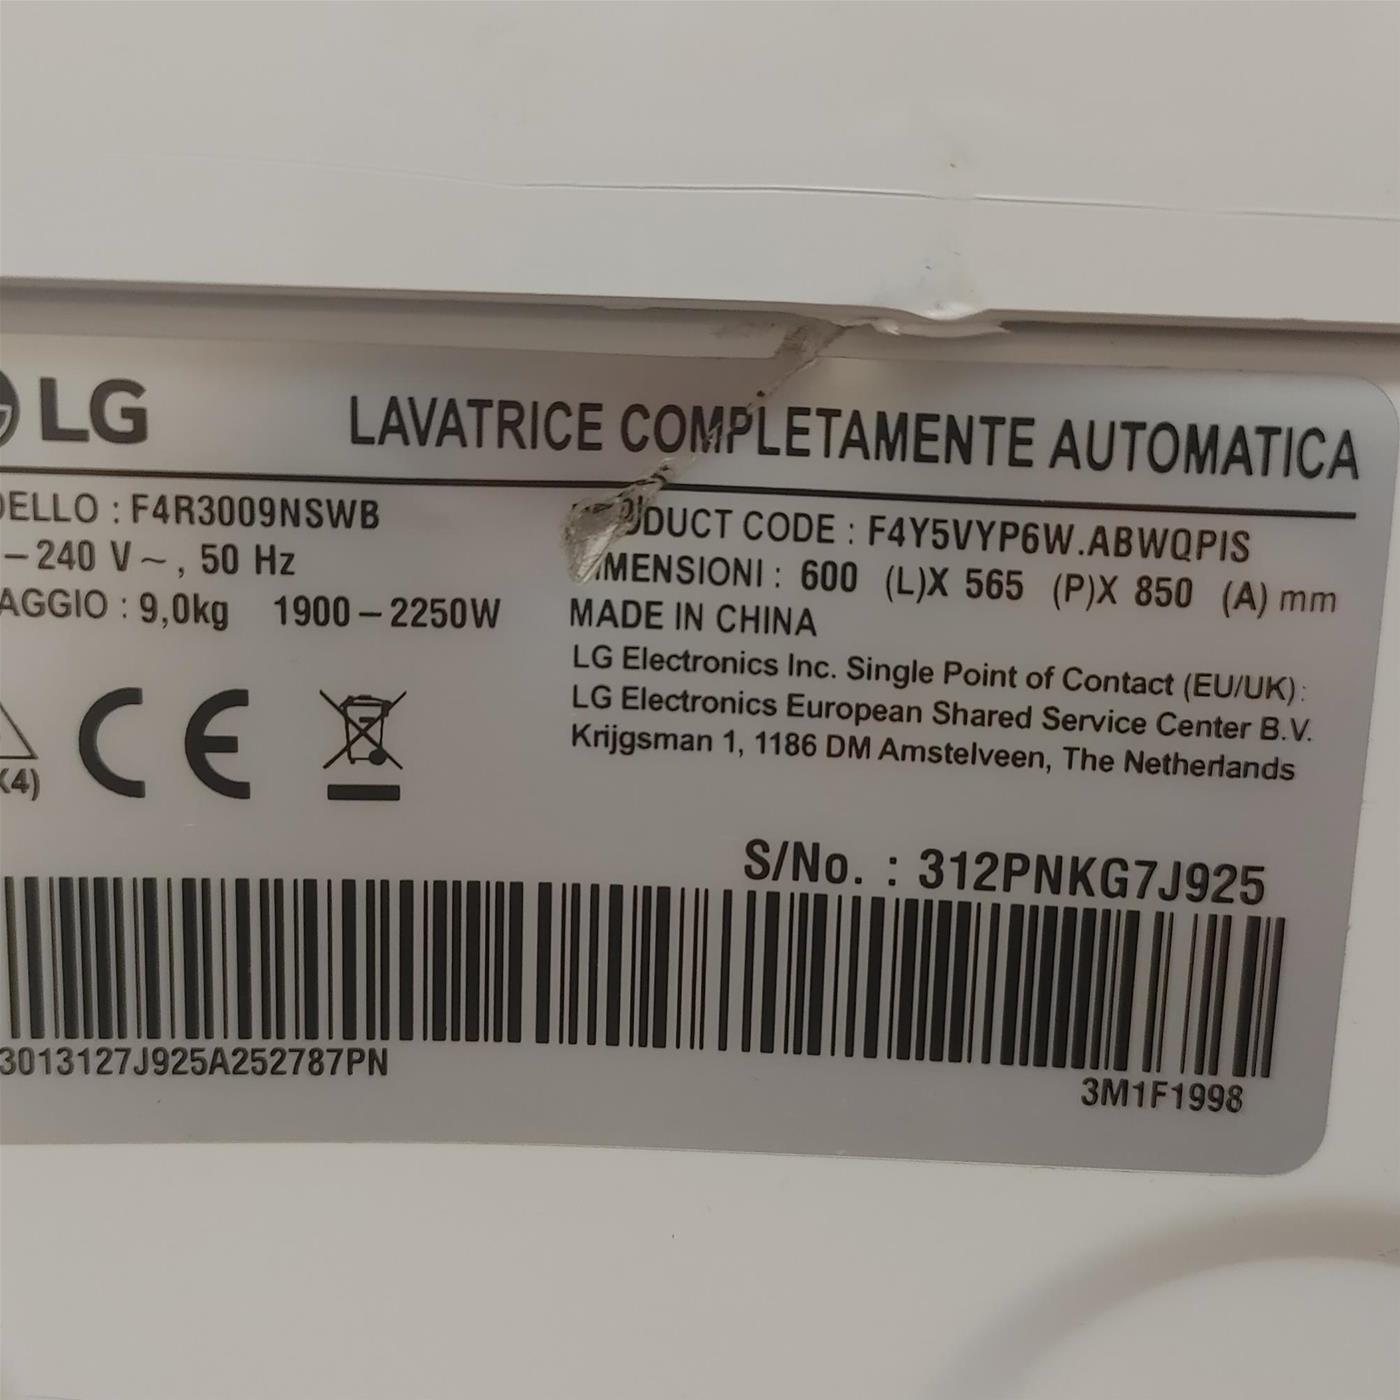 LG LAVATRICE COMPLETAMENTE AUTOMATICA
DELLO : F4R3009NSWB
–240 V ~, 50 Hz
AGGIO : 9,0kg 1900–2250W
DUCT CODE : F4Y5VYP6W.ABWQPIS
IMENSIONI : 600 (L)X 565 (P)X 850 (A) mm
MADE IN CHINA
LG Electronics Inc. Single Point of Contact (EU/UK):
LG Electronics European Shared Service Center B.V.
Krijgsman 1, 1186 DM Amstelveen, The Netherlands
4)
CE
S/No. : 312PNKG7J925
3013127J925A252787PN
3M1F1998